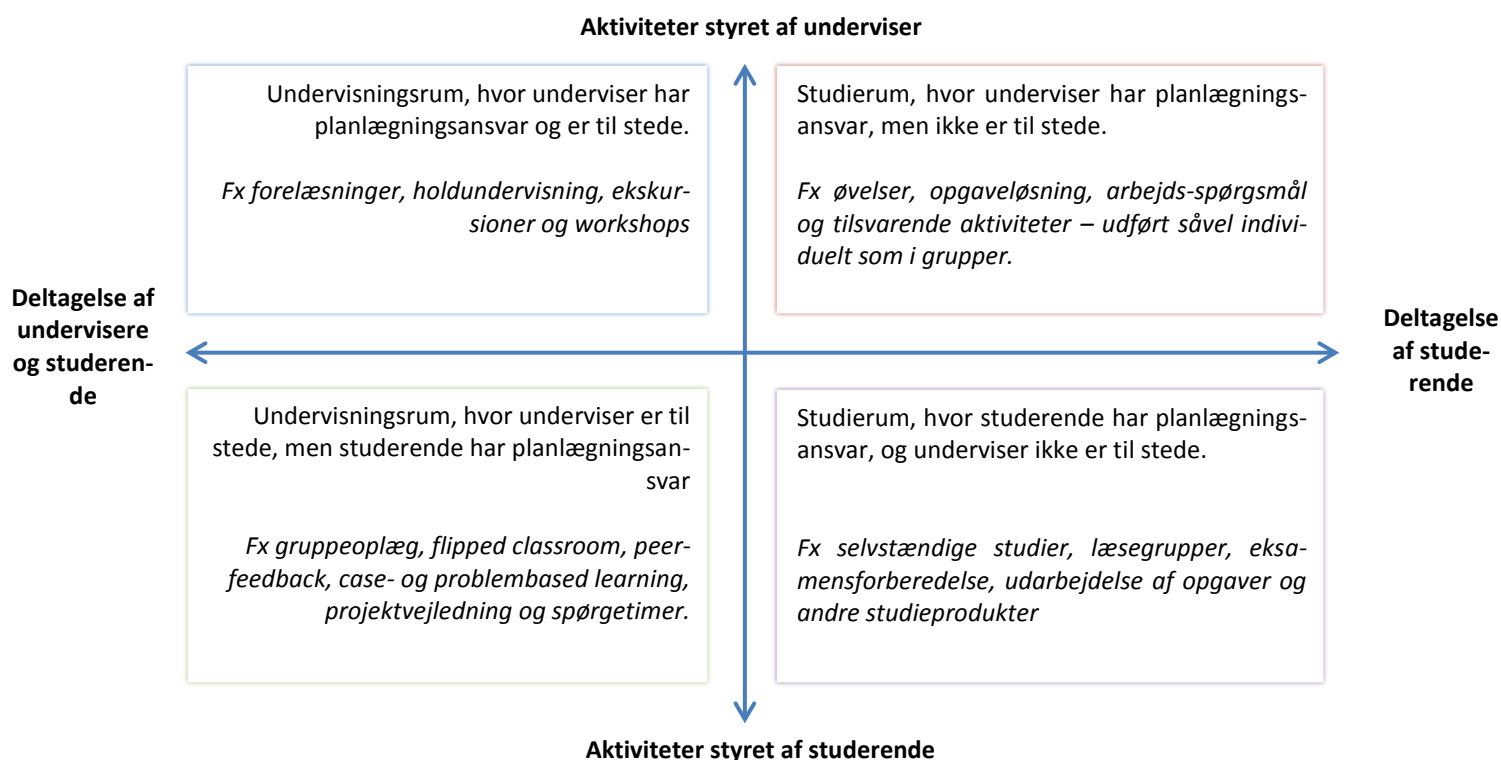 Aktiviteter styret af underviser
Undervisningsrum, hvor underviser har
planlægningsansvar og er til stede.
Fx forelæsninger, holdundervisning, ekskur-
sioner og workshops
Studierum, hvor underviser har planlægnings-
ansvar, men ikke er til stede.
Fx øvelser, opgaveløsning, arbejds-spørgsmål
og tilsvarende aktiviteter – udført såvel indivi-
duelt som i grupper.
Deltagelse af
undervisere
og studeren-
de
Deltagelse
af stude-
rende
Undervisningsrum, hvor underviser er til
stede, men studerende har planlægningsan-
svar
Fx gruppeoplæg, flipped classroom, peer-
feedback, case- og problembased learning,
projektvejledning og spørgetimer.
Studierum, hvor studerende har planlægnings-
ansvar, og underviser ikke er til stede.
Fx selvstændige studier, læsegrupper, eksa-
mensforberedelse, udarbejdelse af opgaver og
andre studieprodukter
Aktiviteter styret af studerende